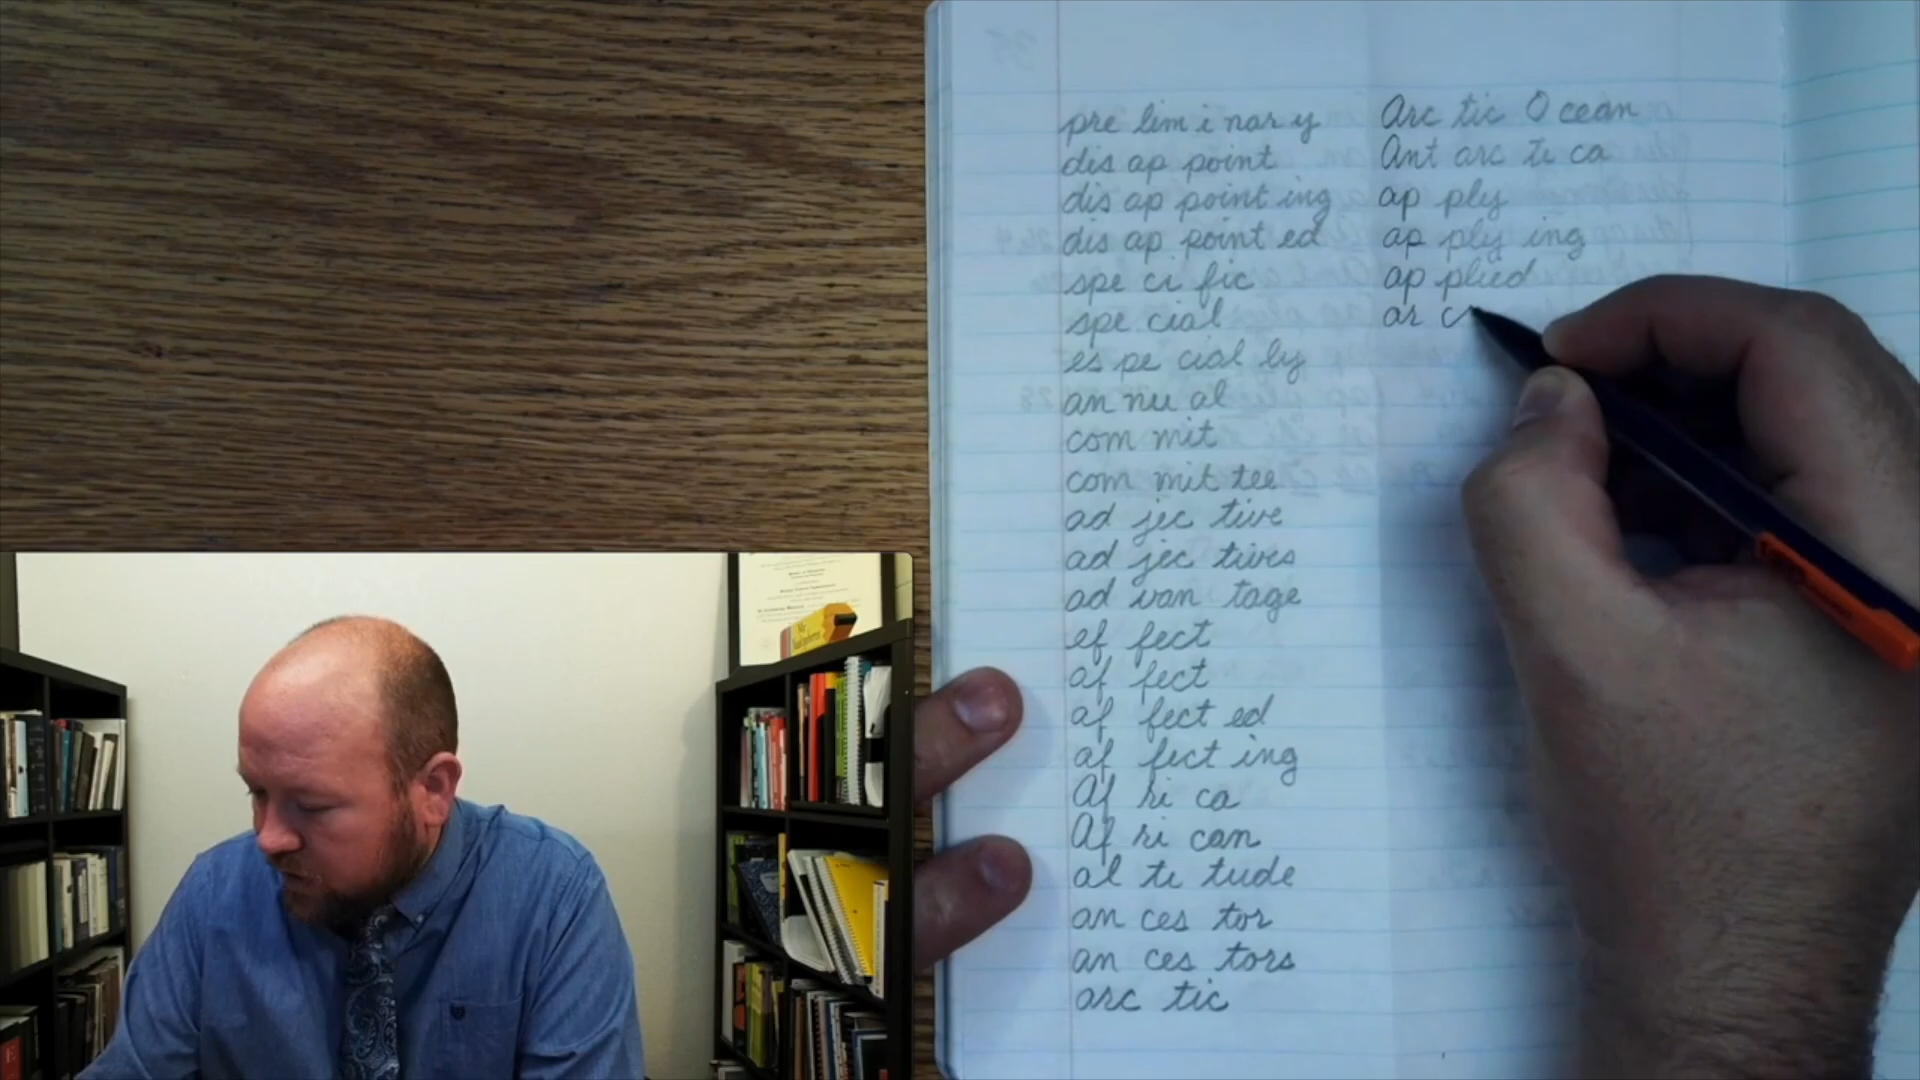 pre lim i nar y
dis ap point
dis ap point ing
dis ap point ed
spe ci fic
spe cial
es pe cial ly
an nu al
com mit
com mit tee
ad jec tive
ad jec tives
ad van tage
ef fect
af fect
af fect ed
af fect ing
Af ri ca
Af ri can
al ti tude
an ces tor
an ces tors
arc tic
Arc tic O cean
Ant arc ti ca
ap ply
ap ply ing
ap plied
ar c